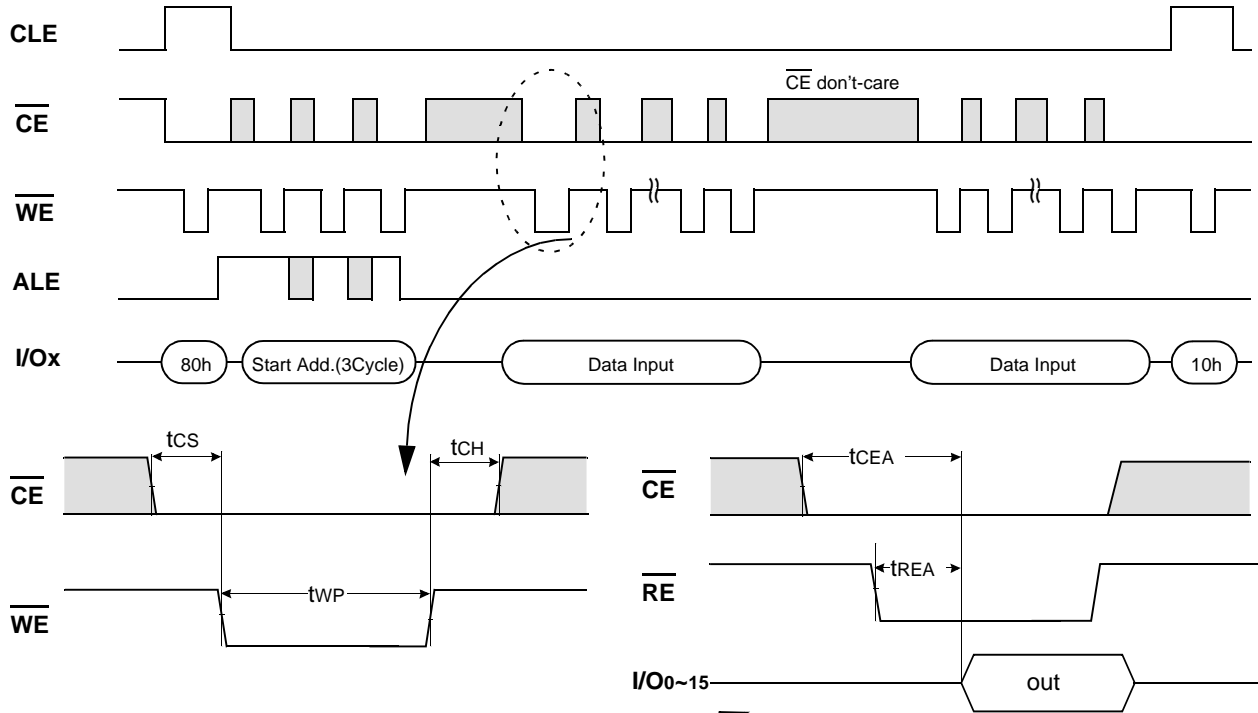 CLE
CE don't-care
CE
WE
ALE
I/Ox
80h
Start Add.(3Cycle)
Data Input
Data Input
10h
tCS
tCH
CE
tWP
WE
tCEA
CE
tREA
RE
I/O0~15
out